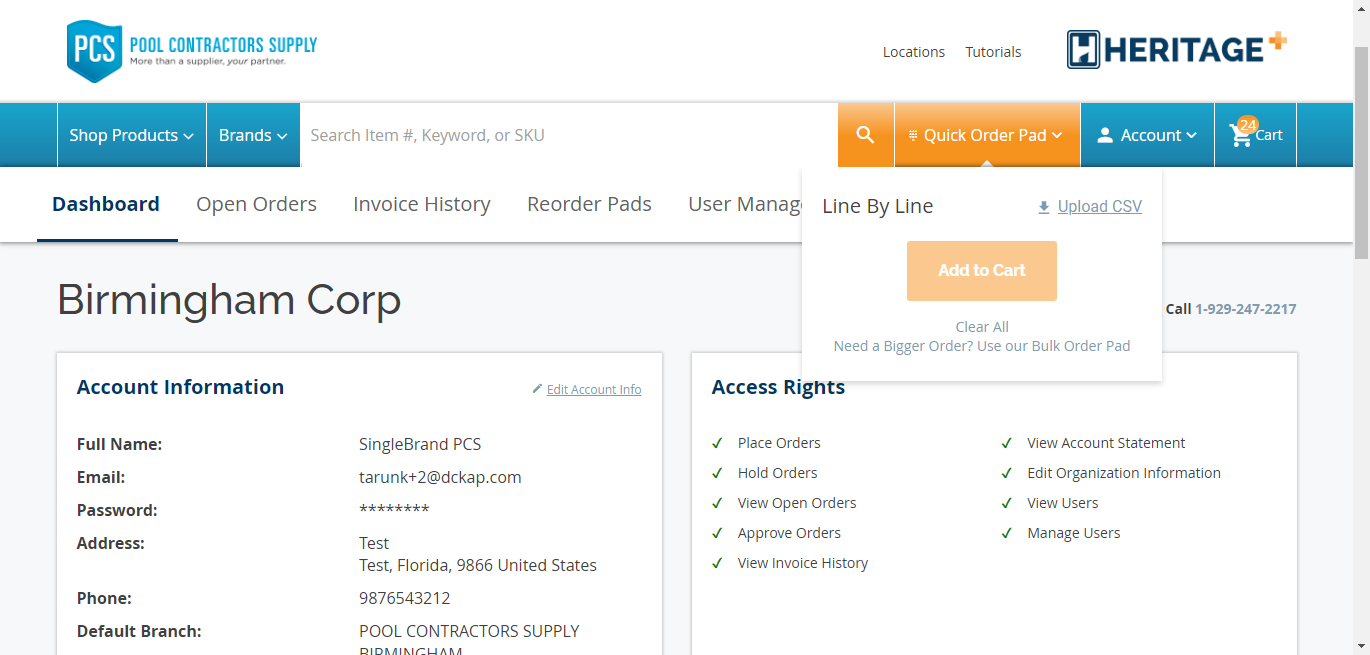 PCS POOL CONTRACTORS SUPPLY
More than a supplier, your partner.
Locations Tutorials
HERITAGE+
Shop Products Brands Search Item #, Keyword, or SKU Quick Order Pad Account 24 Cart
Dashboard Open Orders Invoice History Reorder Pads User Manage
Line By Line Upload CSV
Add to Cart
Clear All
Need a Bigger Order? Use our Bulk Order Pad
Birmingham Corp
Call 1-929-247-2217
Account Information Edit Account Info
Full Name: SingleBrand PCS
Email: tarunk+2@dckap.com
Password: ********
Address: Test
Test, Florida, 9866 United States
Phone: 9876543212
Default Branch: POOL CONTRACTORS SUPPLY
BIRMINGHAM
Access Rights
Place Orders View Account Statement
Hold Orders Edit Organization Information
View Open Orders View Users
Approve Orders Manage Users
View Invoice History